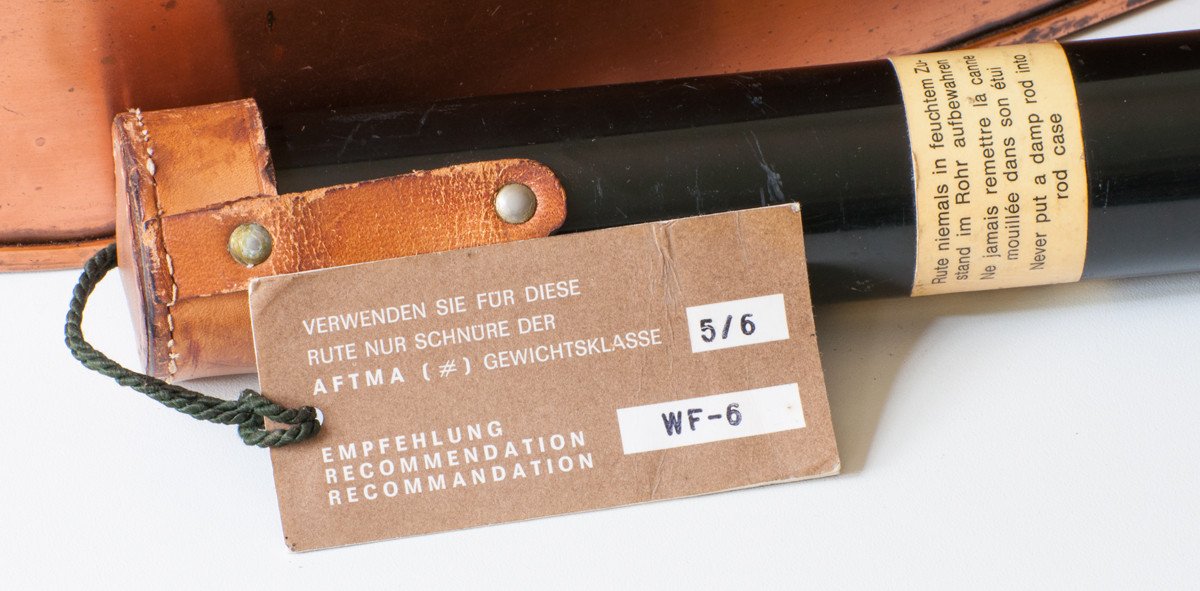 VERWENDEN SIE FÜR DIESE
RUTE NUR SCHNÜRE DER
AFTMA (#) GEWICHTSKLASSE 5/6
EMPFEHLUNG
RECOMMENDATION WF-6
RECOMMANDATION
Rute niemals in feuchtem Zu-
stand im Rohr aufbewahren
Ne jamais remettre la canne
mouillée dans son étui
Never put a damp rod into
rod case